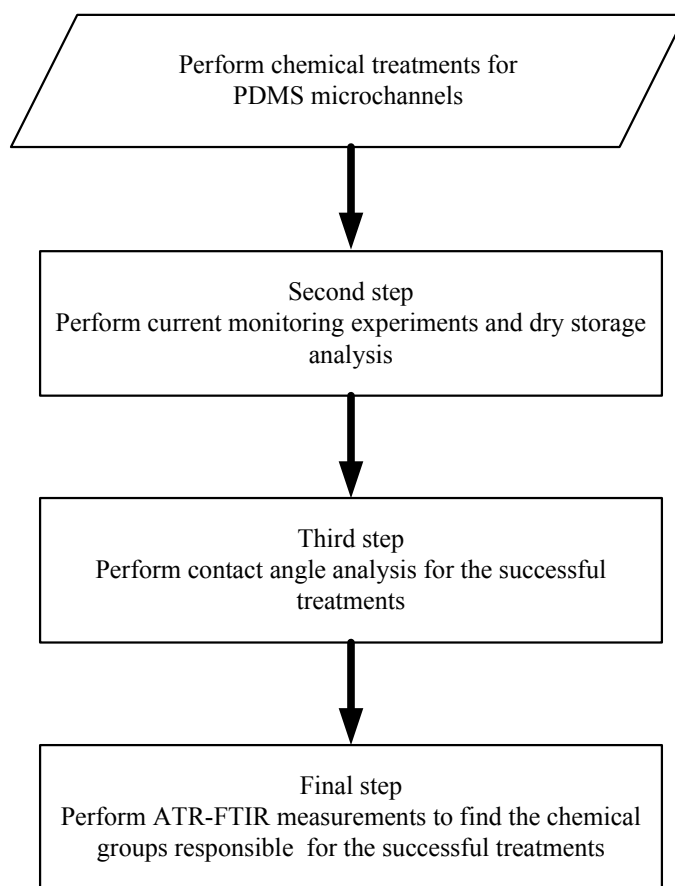 Perform chemical treatments for
PDMS microchannels
Second step
Perform current monitoring experiments and dry storage
analysis
Third step
Perform contact angle analysis for the successful
treatments
Final step
Perform ATR-FTIR measurements to find the chemical
groups responsible for the successful treatments